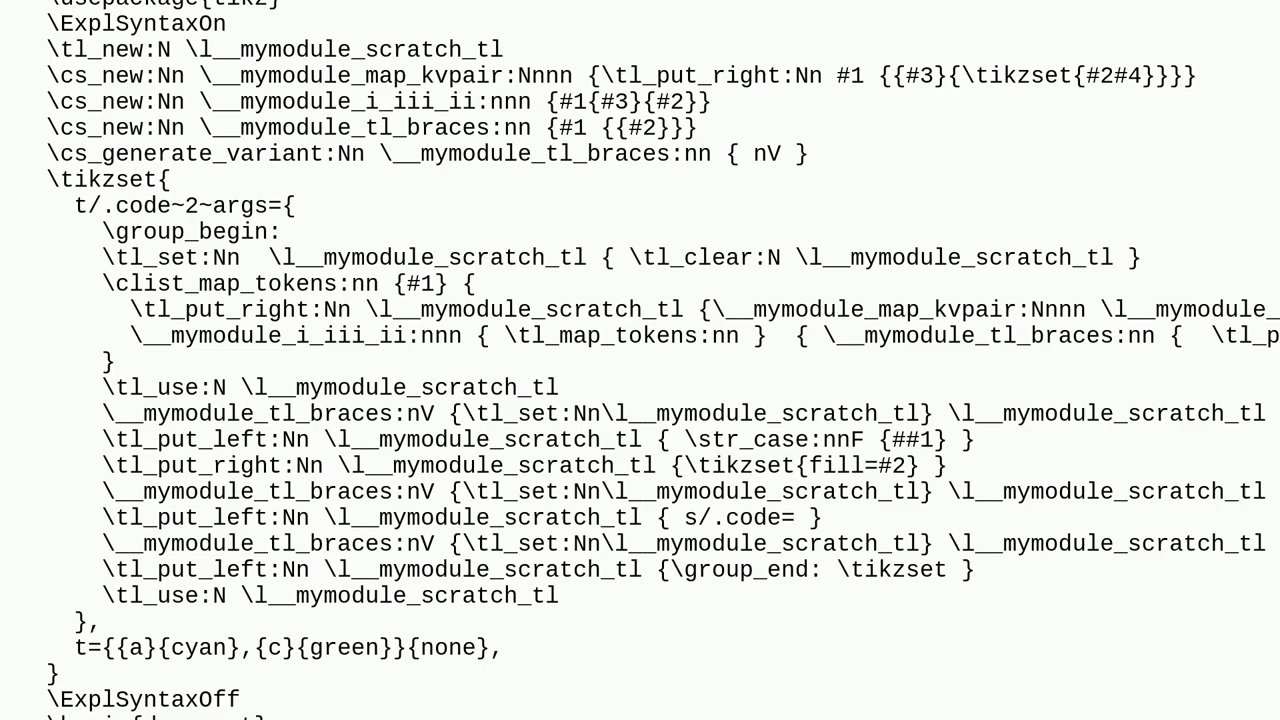 \usepackage{tikz}
\ExplSyntaxOn
\tl_new:N \l__mymodule_scratch_tl
\cs_new:Nn \__mymodule_map_kvpair:Nnnn {\tl_put_right:Nn #1 {{#3}{\tikzset{#2#4}}}}
\cs_new:Nn \__mymodule_i_iii_ii:nnn {#1{#3}{#2}}
\cs_new:Nn \__mymodule_tl_braces:nn {#1 {{#2}}}
\cs_generate_variant:Nn \__mymodule_tl_braces:nn { nV }
\tikzset{
  t/.code~2~args={
    \group_begin:
    \tl_set:Nn  \l__mymodule_scratch_tl { \tl_clear:N \l__mymodule_scratch_tl }
    \clist_map_tokens:nn {#1} {
      \tl_put_right:Nn \l__mymodule_scratch_tl {\__mymodule_map_kvpair:Nnnn \l__mymodule_
      \__mymodule_i_iii_ii:nnn { \tl_map_tokens:nn }  { \__mymodule_tl_braces:nn {  \tl_p
    }
    \tl_use:N \l__mymodule_scratch_tl
    \__mymodule_tl_braces:nV {\tl_set:Nn\l__mymodule_scratch_tl} \l__mymodule_scratch_tl
    \tl_put_left:Nn \l__mymodule_scratch_tl { \str_case:nnF {##1} }
    \tl_put_right:Nn \l__mymodule_scratch_tl {\tikzset{fill=#2} }
    \__mymodule_tl_braces:nV {\tl_set:Nn\l__mymodule_scratch_tl} \l__mymodule_scratch_tl
    \tl_put_left:Nn \l__mymodule_scratch_tl { s/.code= }
    \__mymodule_tl_braces:nV {\tl_set:Nn\l__mymodule_scratch_tl} \l__mymodule_scratch_tl
    \tl_put_left:Nn \l__mymodule_scratch_tl {\group_end: \tikzset }
    \tl_use:N \l__mymodule_scratch_tl
  },
  t={{a}{cyan},{c}{green}}{none},
}
\ExplSyntaxOff